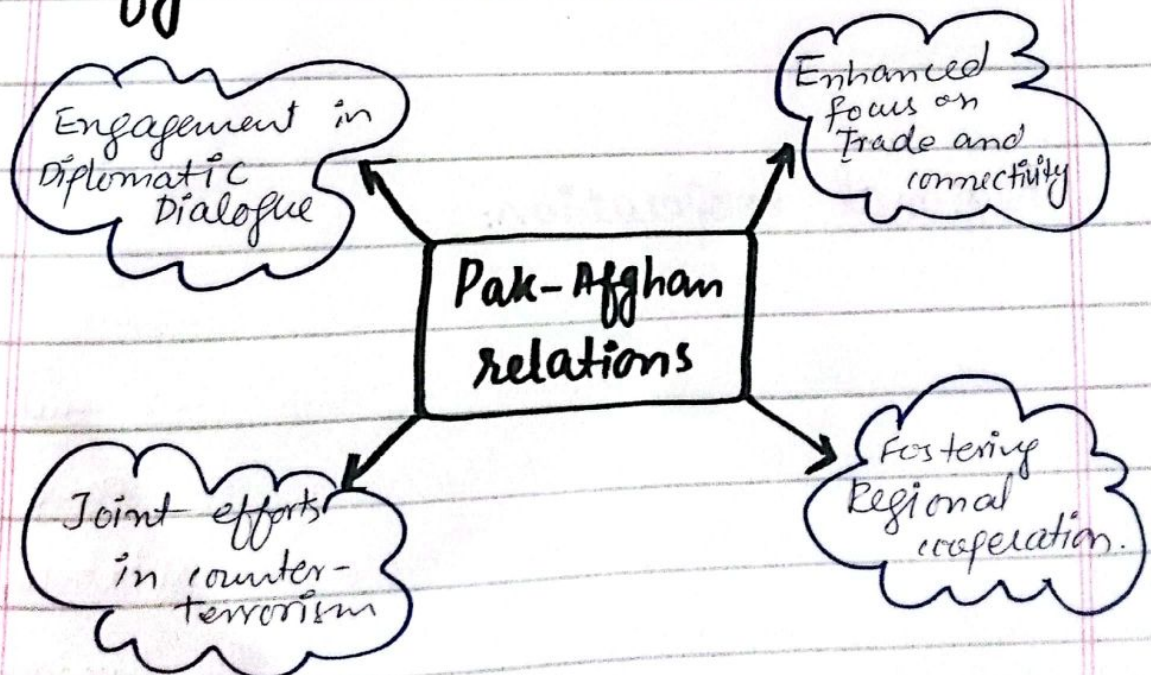 Engagement in
Diplomatic
Dialogue
Enhanced
focus on
Trade and
connectivity
Pak-Afghan
relations
Joint efforts
in counter-
terrorism
Fostering
Regional
cooperation.